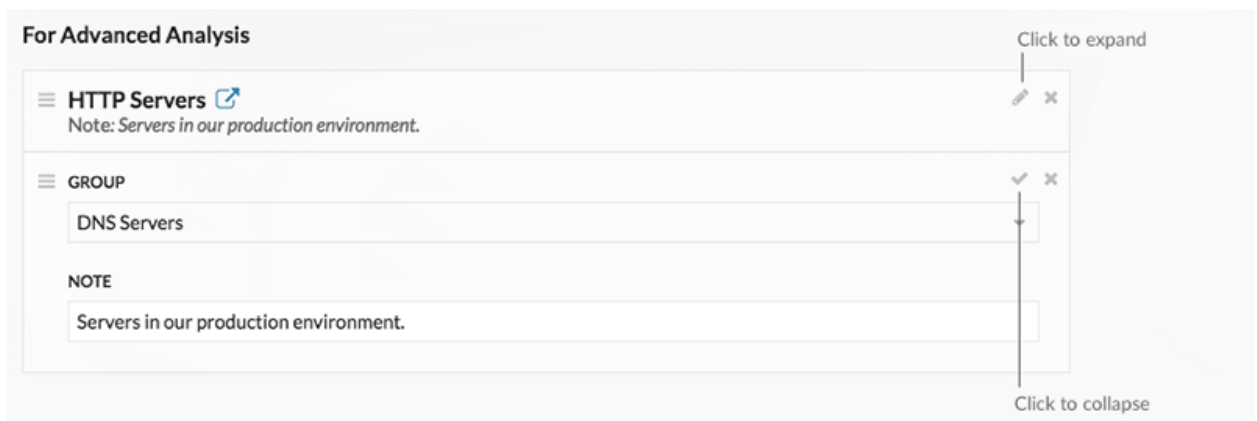 For Advanced Analysis
Click to expand
HTTP Servers
Note: Servers in our production environment.
GROUP
DNS Servers
NOTE
Servers in our production environment.
Click to collapse